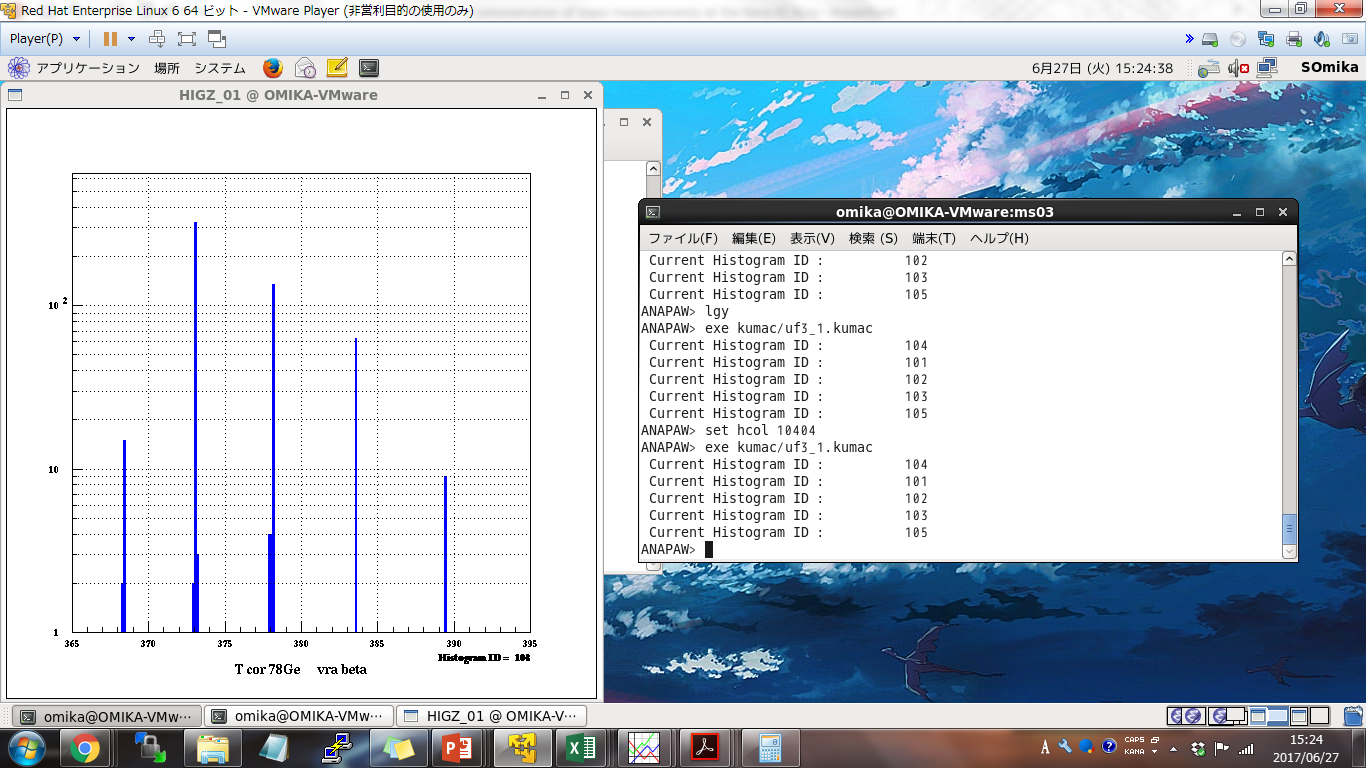 Red Hat Enterprise Linux 6 64 ビット - VMware Player (非営利目的の使用のみ)
Player(P)
アプリケーション 場所 システム
6月27日 (火) 15:24:38
SOmika
HIGZ_01 @ OMIKA-VMware
10 2
10
1
365 370 375 380 385 390 395
T cor 78Ge vra beta
omika@OMIKA-VMware:ms03
ファイル(F) 編集(E) 表示(V) 検索 (S) 端末(T) ヘルプ(H)
Current Histogram ID : 102
Current Histogram ID : 103
Current Histogram ID : 105
ANAPAW> lgy
ANAPAW> exe kumac/uf3_1.kumac
Current Histogram ID : 104
Current Histogram ID : 101
Current Histogram ID : 102
Current Histogram ID : 103
Current Histogram ID : 105
ANAPAW> set hcol 10404
ANAPAW> exe kumac/uf3_1.kumac
Current Histogram ID : 104
Current Histogram ID : 101
Current Histogram ID : 102
Current Histogram ID : 103
Current Histogram ID : 105
ANAPAW>
Histogram ID =
omika@OMIKA-VMw… omika@OMIKA-VMw… HIGZ_01 @ OMIKA-V…
A CAPS
KANA
15:24
2017/06/27